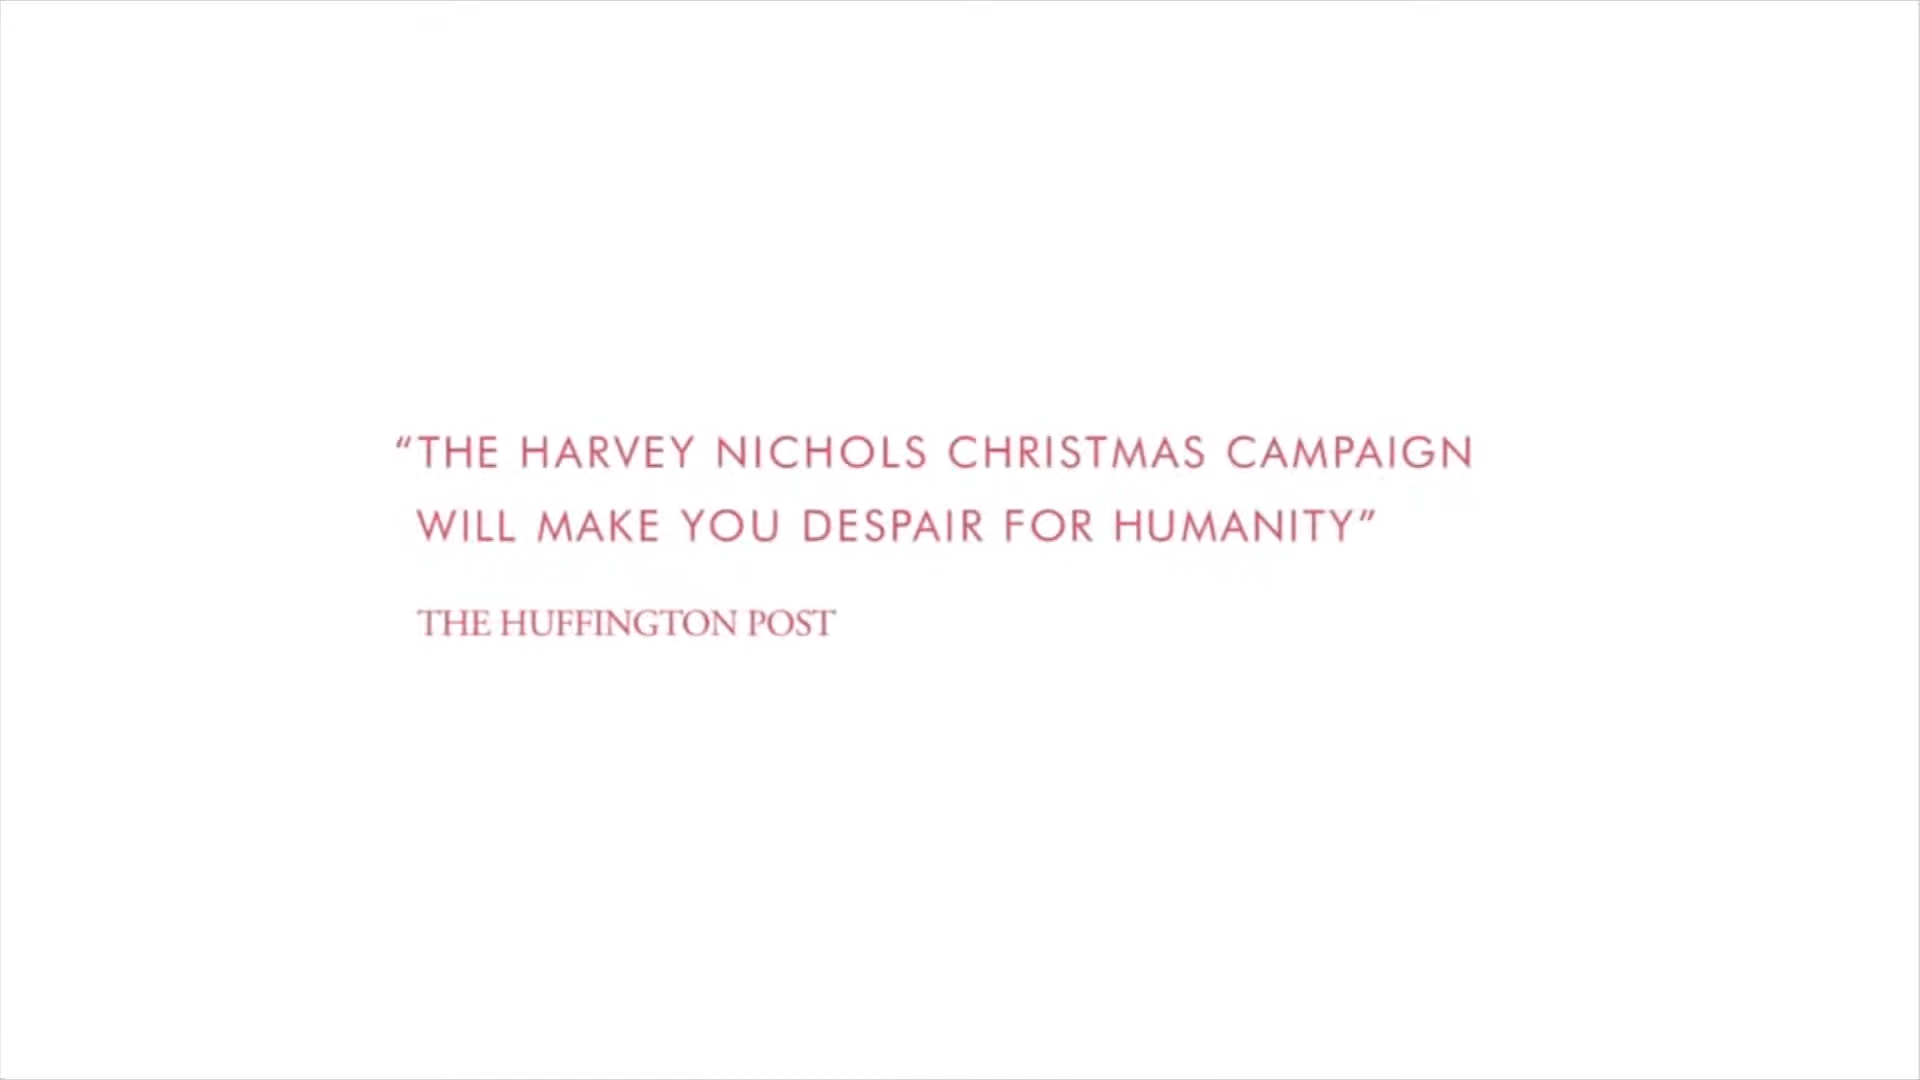 “THE HARVEY NICHOLS CHRISTMAS CAMPAIGN
WILL MAKE YOU DESPAIR FOR HUMANITY”
THE HUFFINGTON POST